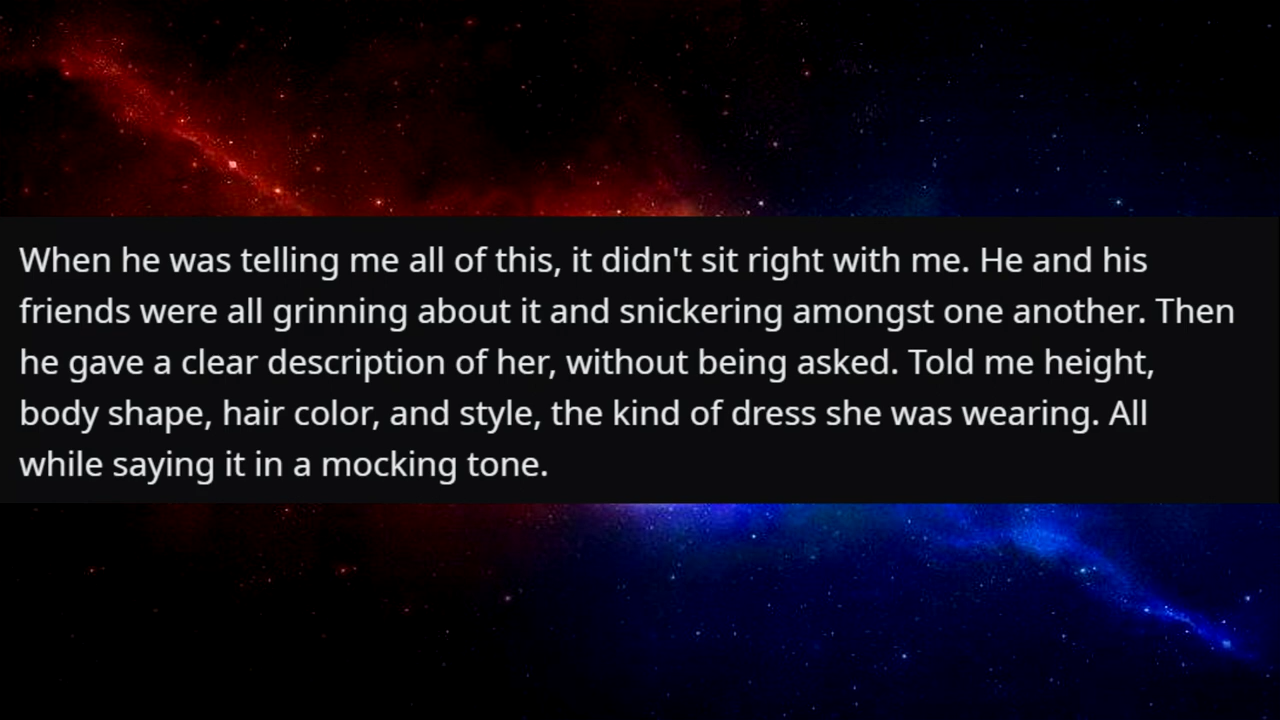 When he was telling me all of this, it didn't sit right with me. He and his
friends were all grinning about it and snickering amongst one another. Then
he gave a clear description of her, without being asked. Told me height,
body shape, hair color, and style, the kind of dress she was wearing. All
while saying it in a mocking tone.